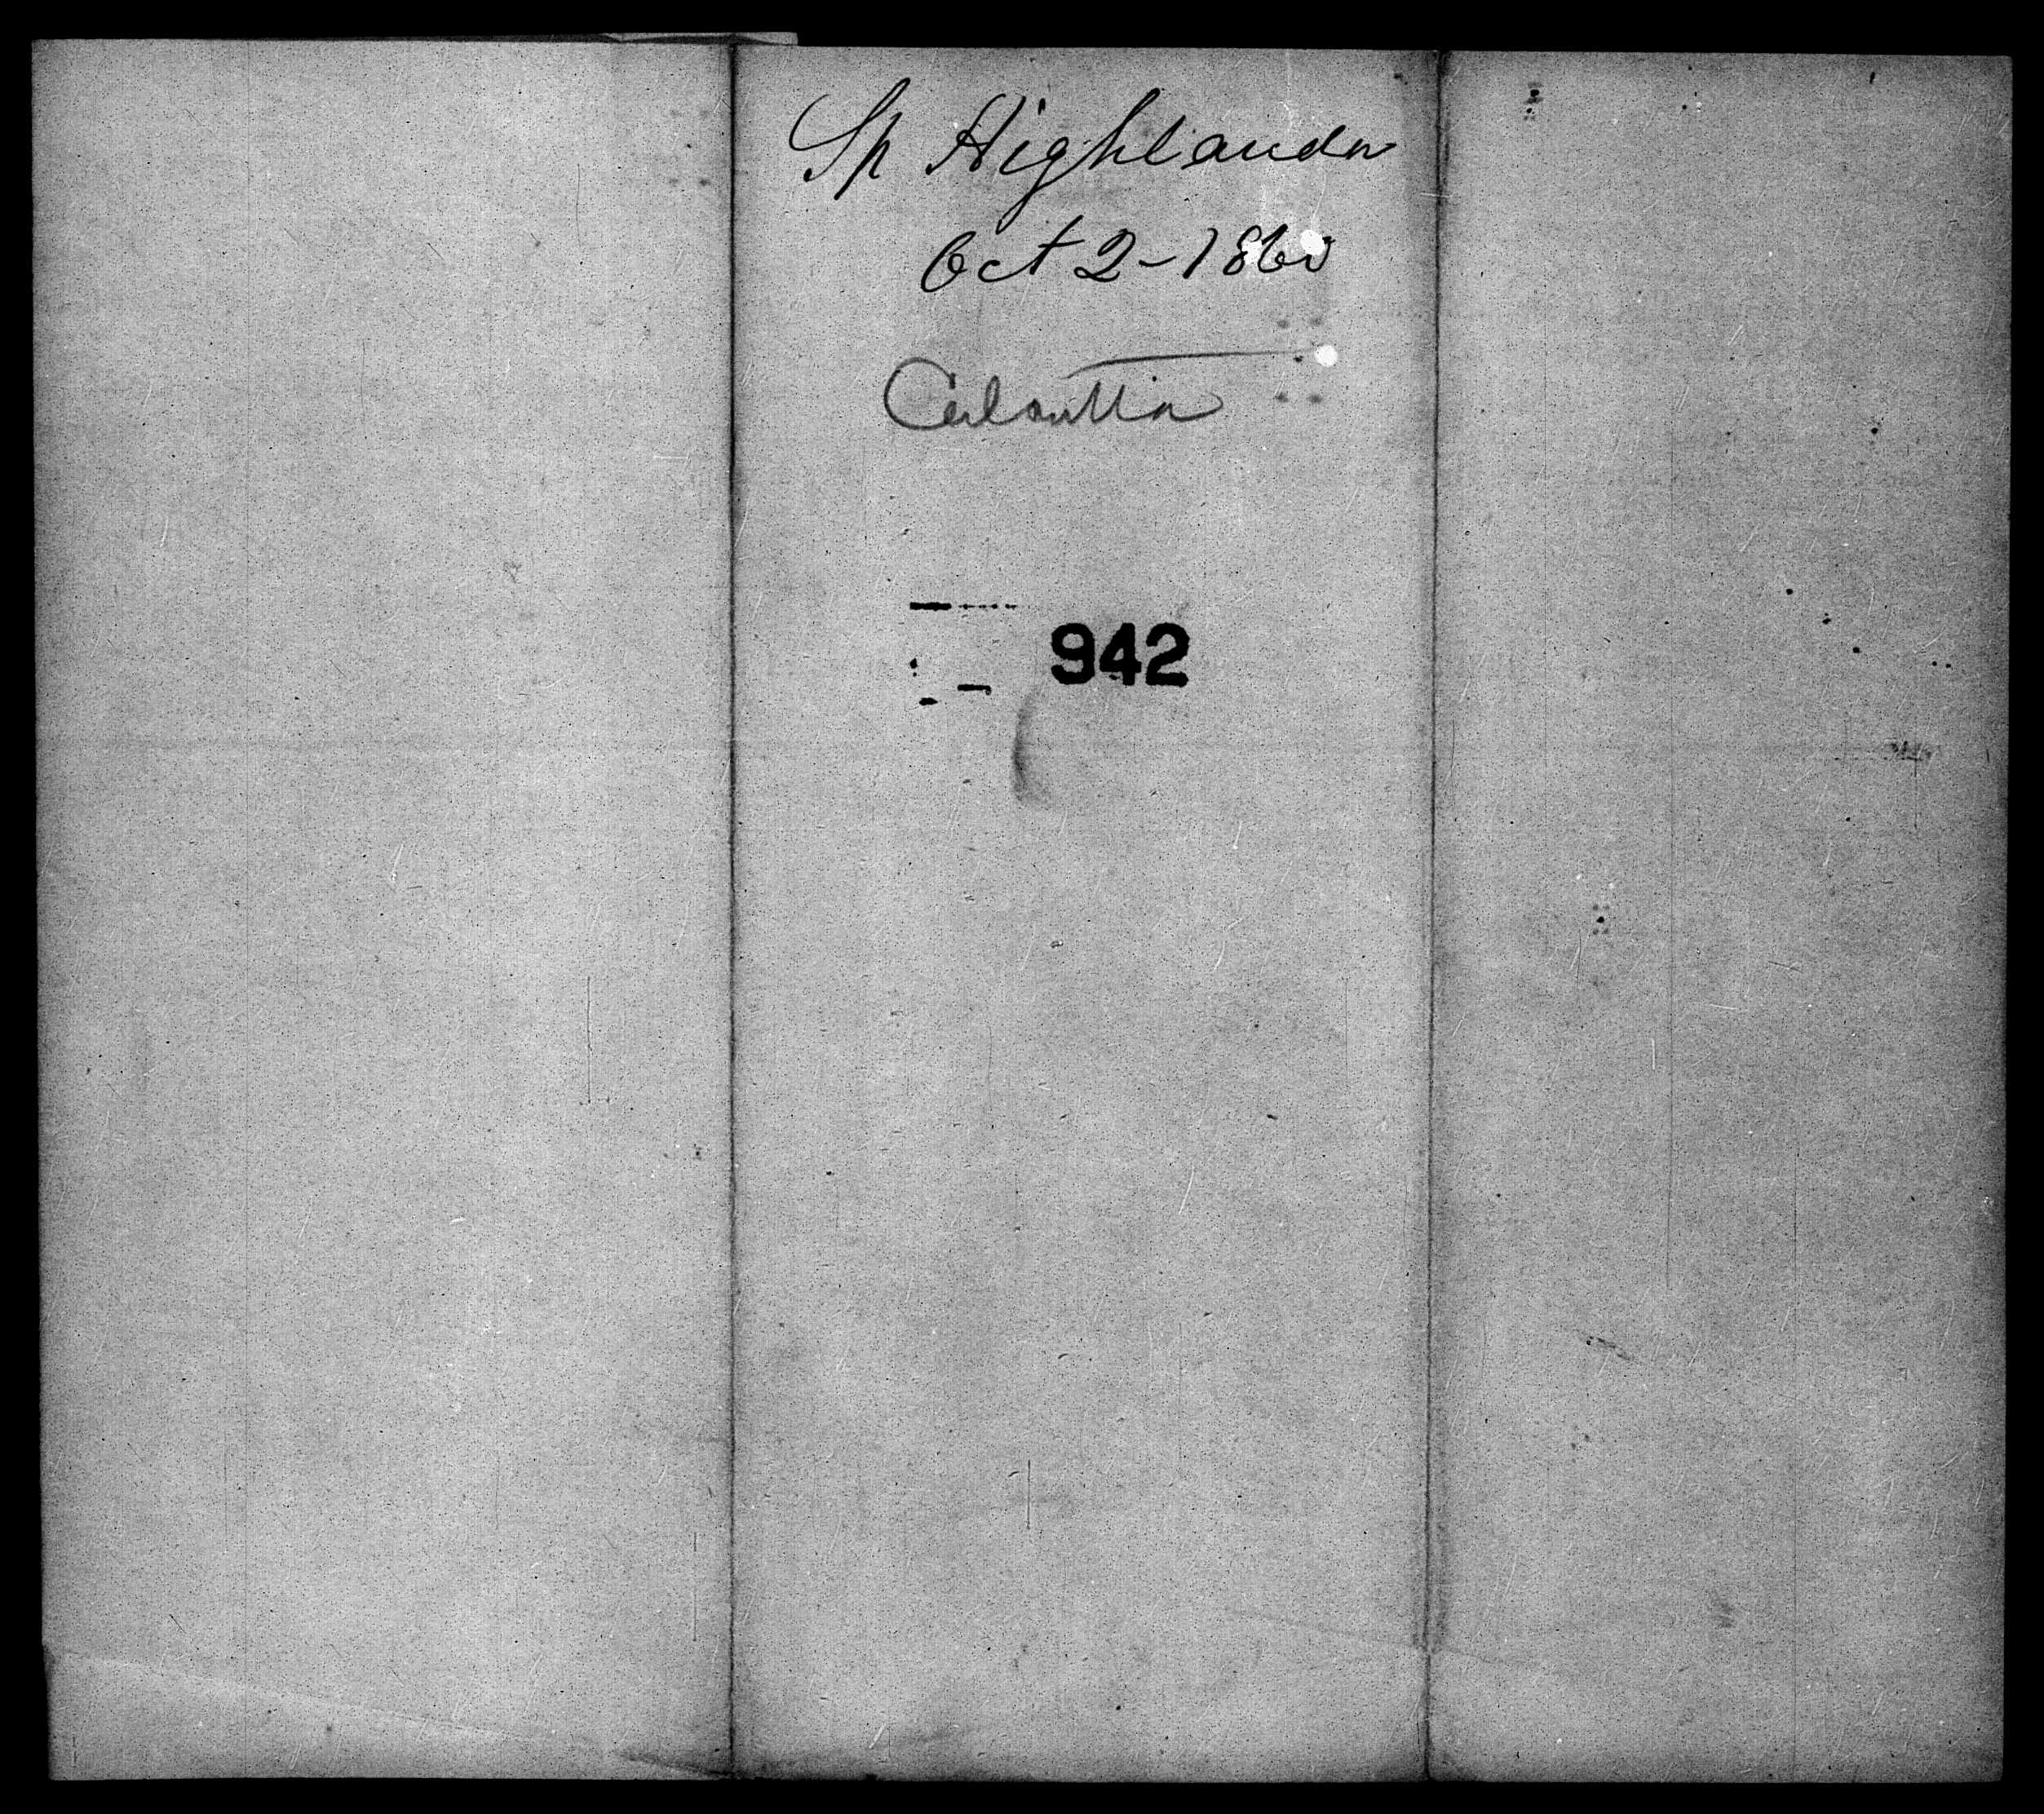 Sp Highlander
Oct 2-1860
Calcutta
942